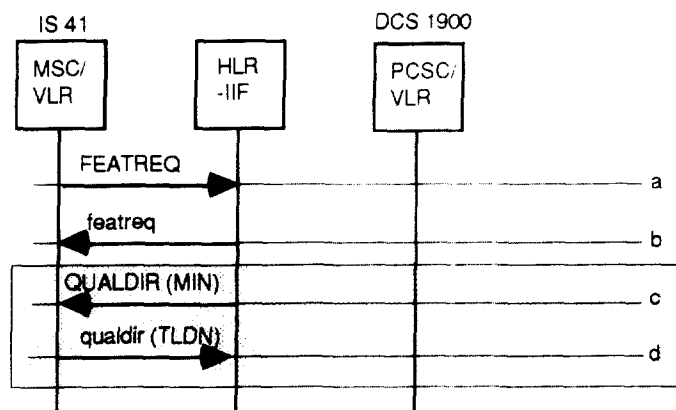 IS 41
DCS 1900
MSC/
VLR
HLR
-IIF
PCSC/
VLR
FEATREQ
a
featreq
b
QUALDIR (MIN)
c
qualdir (TLDN)
d